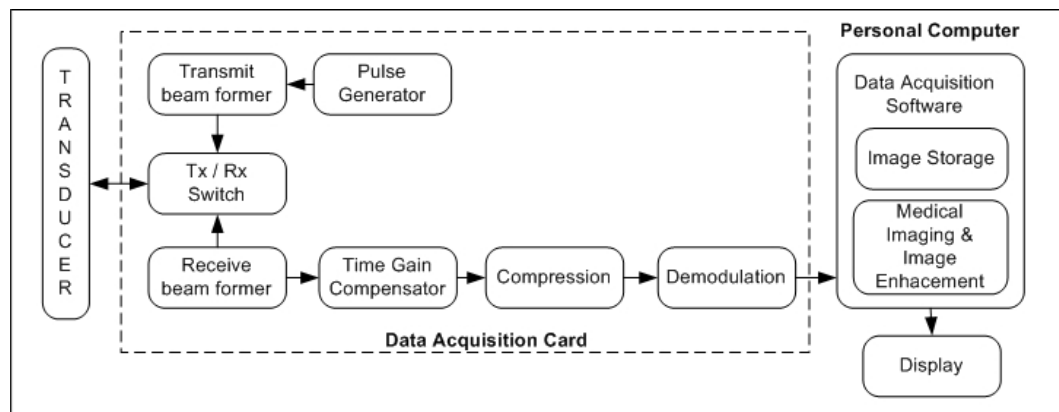 TRANSDUCER
Transmit
beam former
Pulse
Generator
Tx / Rx
Switch
Receive
beam former
Time Gain
Compensator
Compression
Demodulation
Data Acquisition Card
Personal Computer
Data Acquisition
Software
Image Storage
Medical
Imaging &
Image
Enhacement
Display